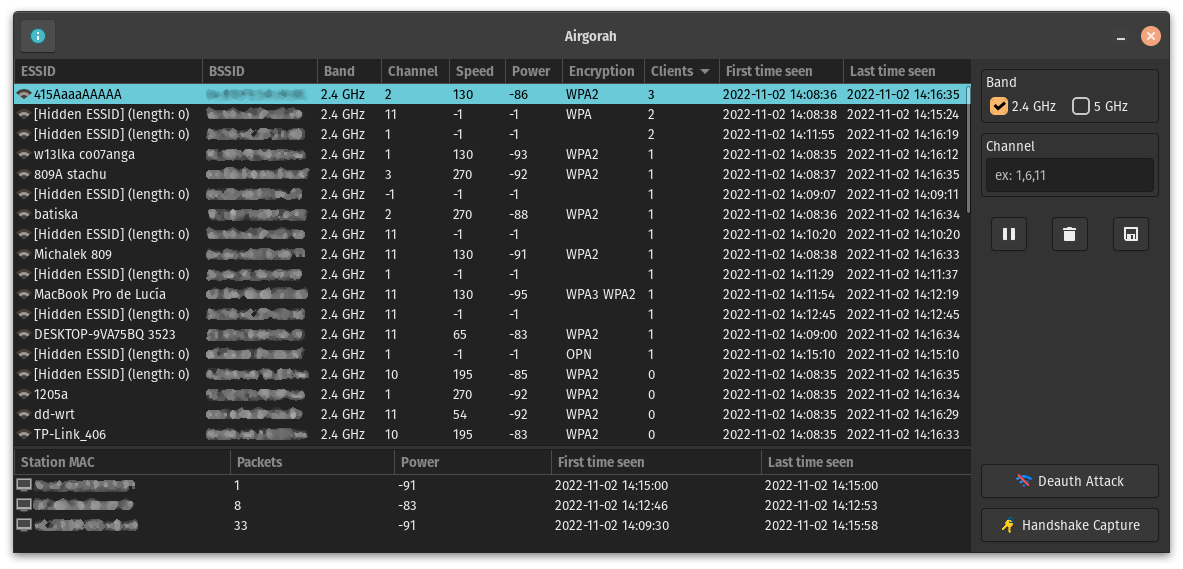 Airgorah
ESSID BSSID Band Channel Speed Power Encryption Clients First time seen Last time seen
415AaaaAAAAA 2.4 GHz 2 130 -86 WPA2 3 2022-11-02 14:08:36 2022-11-02 14:16:35
[Hidden ESSID] (length: 0) 2.4 GHz 11 -1 -1 WPA 2 2022-11-02 14:08:38 2022-11-02 14:15:24
[Hidden ESSID] (length: 0) 2.4 GHz 1 -1 -1 2 2022-11-02 14:11:55 2022-11-02 14:16:19
w13lka co07anga 2.4 GHz 1 130 -93 WPA2 1 2022-11-02 14:08:35 2022-11-02 14:16:12
809A stachu 2.4 GHz 3 270 -92 WPA2 1 2022-11-02 14:08:37 2022-11-02 14:16:35
[Hidden ESSID] (length: 0) 2.4 GHz -1 -1 -1 1 2022-11-02 14:09:07 2022-11-02 14:09:11
batiska 2.4 GHz 2 270 -88 WPA2 1 2022-11-02 14:08:36 2022-11-02 14:16:34
[Hidden ESSID] (length: 0) 2.4 GHz 11 -1 -1 1 2022-11-02 14:10:20 2022-11-02 14:10:20
Michalek 809 2.4 GHz 11 130 -91 WPA2 1 2022-11-02 14:08:38 2022-11-02 14:16:33
[Hidden ESSID] (length: 0) 2.4 GHz 1 -1 -1 1 2022-11-02 14:11:29 2022-11-02 14:11:37
MacBook Pro de Lucía 2.4 GHz 11 130 -95 WPA3 WPA2 1 2022-11-02 14:11:54 2022-11-02 14:12:19
[Hidden ESSID] (length: 0) 2.4 GHz 11 -1 -1 1 2022-11-02 14:12:45 2022-11-02 14:12:45
DESKTOP-9VA75BQ 3523 2.4 GHz 11 65 -83 WPA2 1 2022-11-02 14:09:00 2022-11-02 14:16:34
[Hidden ESSID] (length: 0) 2.4 GHz 1 -1 -1 OPN 1 2022-11-02 14:15:10 2022-11-02 14:15:10
[Hidden ESSID] (length: 0) 2.4 GHz 10 195 -85 WPA2 0 2022-11-02 14:08:35 2022-11-02 14:16:35
1205a 2.4 GHz 1 270 -92 WPA2 0 2022-11-02 14:08:35 2022-11-02 14:16:34
dd-wrt 2.4 GHz 11 54 -92 WPA2 0 2022-11-02 14:08:35 2022-11-02 14:16:29
TP-Link_406 2.4 GHz 10 195 -83 WPA2 0 2022-11-02 14:08:35 2022-11-02 14:16:33
Station MAC Packets Power First time seen Last time seen
1 -91 2022-11-02 14:15:00 2022-11-02 14:15:00
8 -83 2022-11-02 14:12:46 2022-11-02 14:12:53
33 -91 2022-11-02 14:09:30 2022-11-02 14:15:58
Band
2.4 GHz 5 GHz
Channel
ex: 1,6,11
Deauth Attack
Handshake Capture